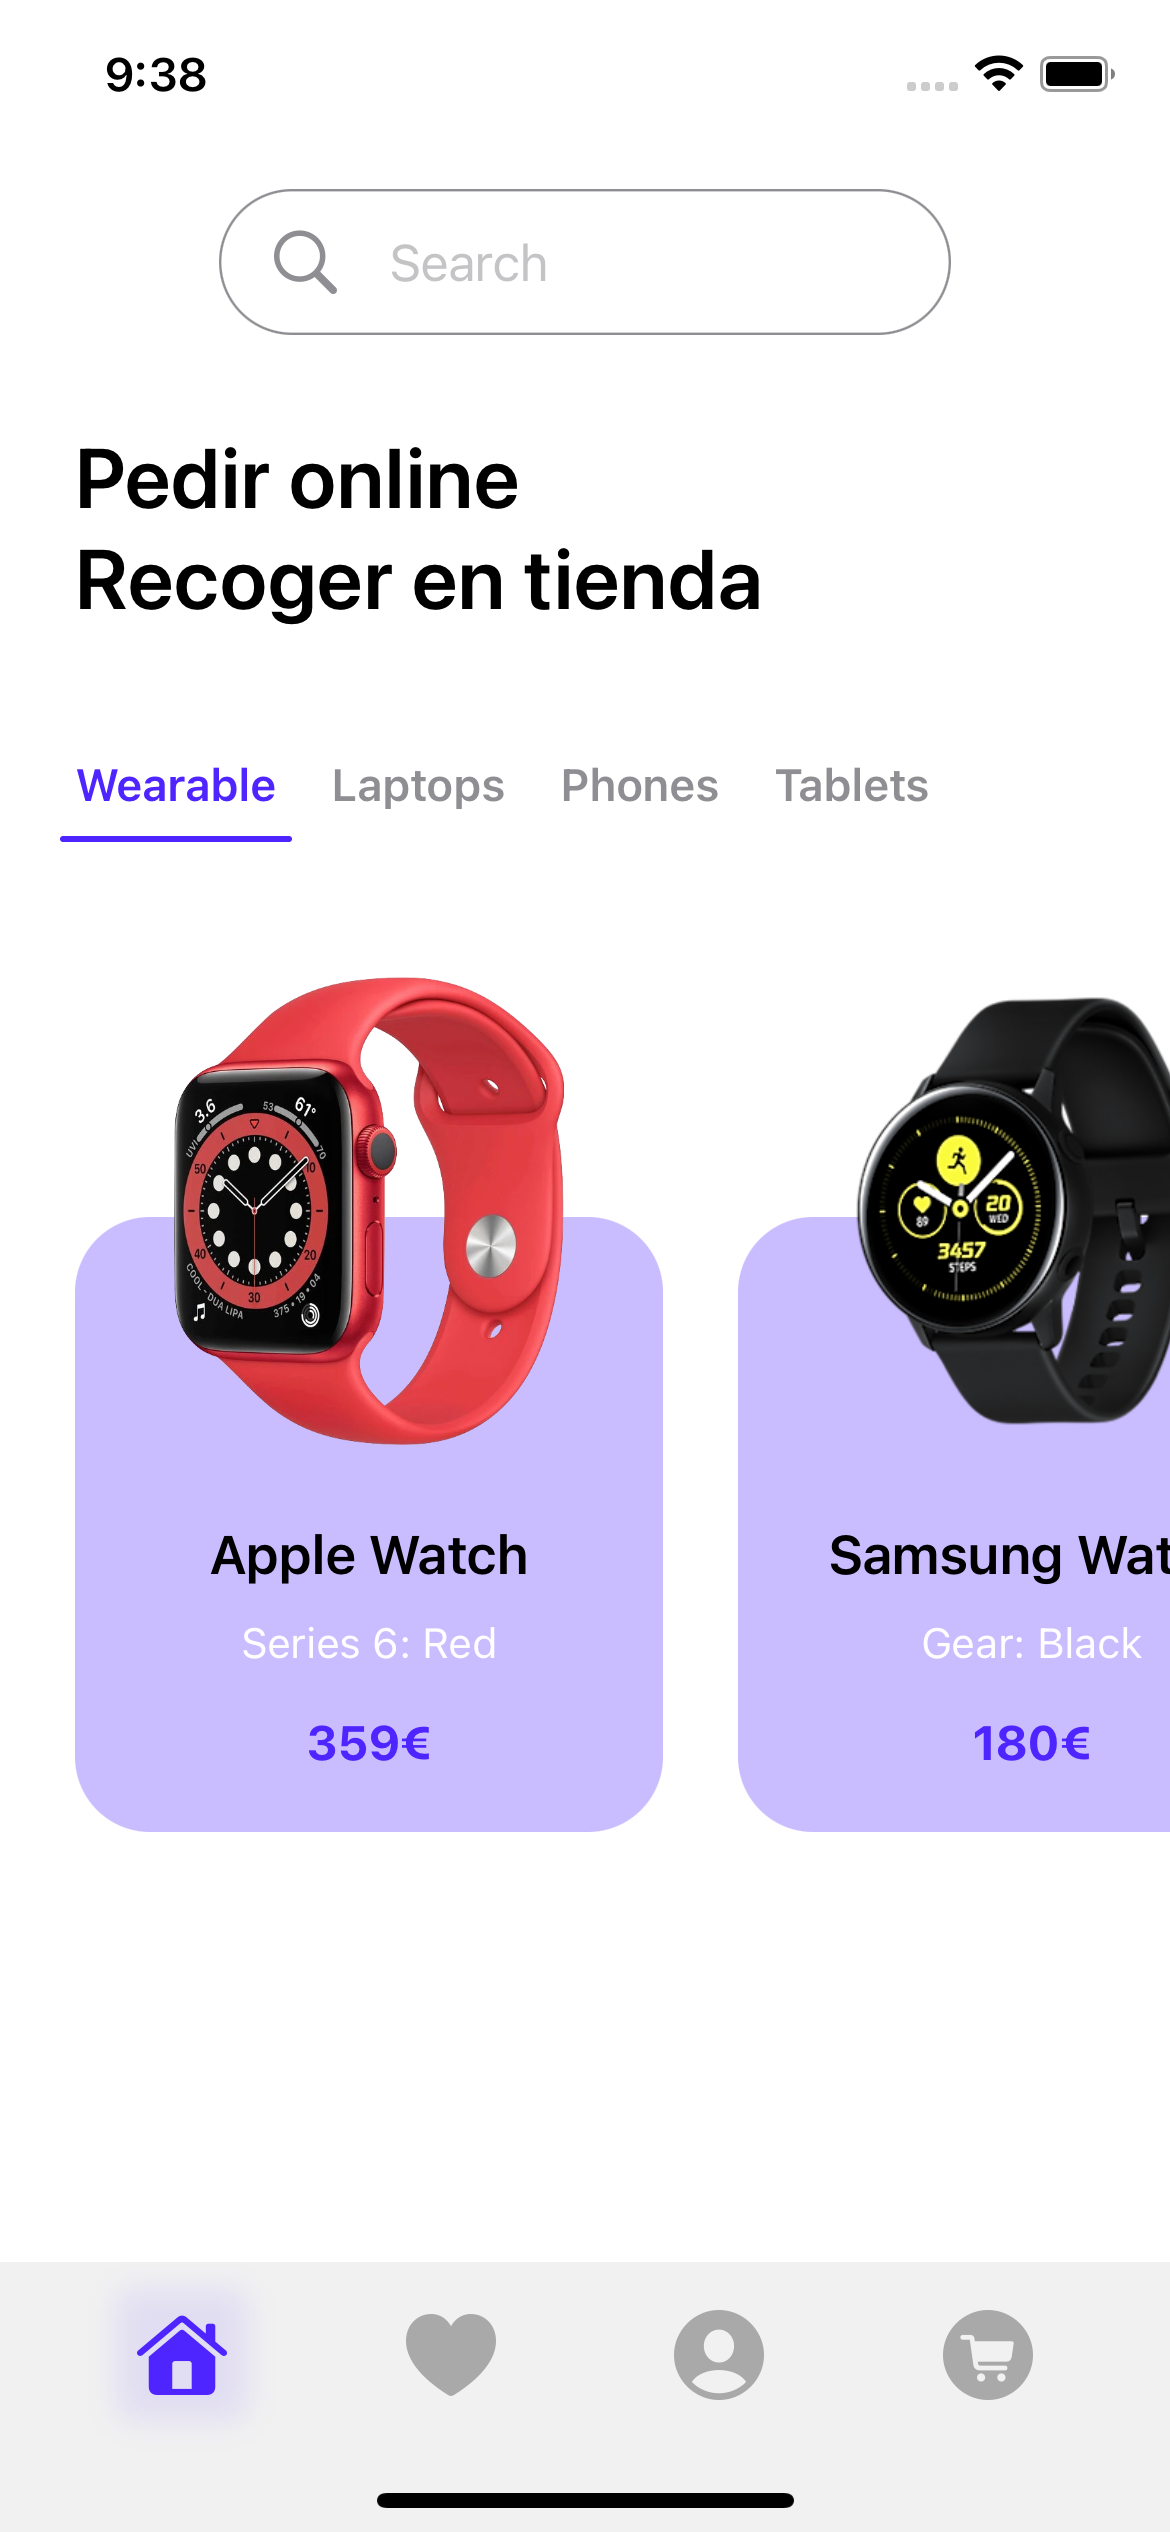 9:38
Search
Pedir online
Recoger en tienda
Wearable Laptops Phones Tablets
3.6 53 61° 70
UVI
50 10
40 20
30
COOL - DUA LIPA 375 • 19 • 04
89 20 WED
3457
STEPS
Apple Watch
Series 6: Red
359€
Samsung Wat
Gear: Black
180€